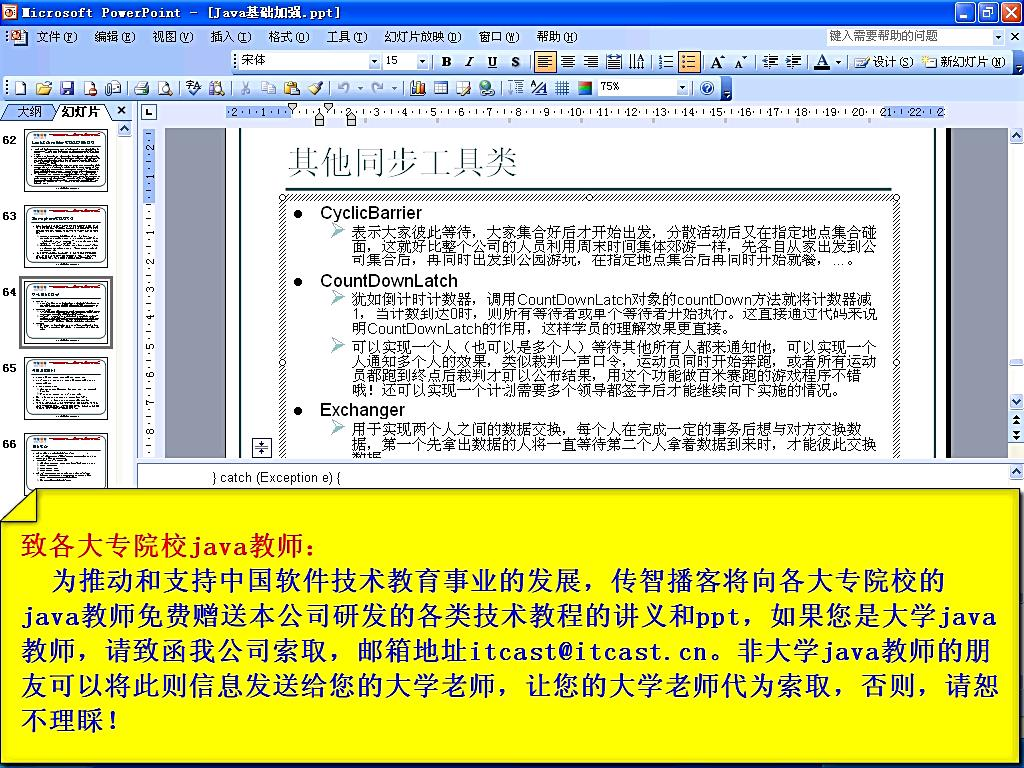 Microsoft PowerPoint - [Java基础加强.ppt]
文件(F) 编辑(E) 视图(V) 插入(I) 格式(O) 工具(T) 幻灯片放映(D) 窗口(W) 帮助(H) 键入需要帮助的问题
宋体 15 B I U S A A A 设计(S) 新幻灯片(N)
75%
大纲 幻灯片
·2·1·1·1·1·2·3·4·5·6·7·8·9·10·11·12·13·14·15·16·17·18·19·20·21·22·2
62
63
64
65
66
其他同步工具类
● CyclicBarrier
表示大家彼此等待，大家集合好后才开始出发，分散活动后又在指定地点集合碰
面，这就好比整个公司的人员利用周末时间集体郊游一样，先各自从家出发到公
司集合后，再同时出发到公园游玩，在指定地点集合后再同时开始就餐，…。
● CountDownLatch
犹如倒计时计数器，调用CountDownLatch对象的countDown方法就将计数器减
1，当计数到达0时，则所有等待者或单个等待者开始执行。这直接通过代码来说
明CountDownLatch的作用，这样学员的理解效果更直接。
可以实现一个人（也可以是多个人）等待其他所有人都来通知他，可以实现一个
人通知多个人的效果，类似裁判一声口令，运动员同时开始奔跑，或者所有运动
员都跑到终点后裁判才可以公布结果，用这个功能做百米赛跑的游戏程序不错
哦！还可以实现一个计划需要多个领导都签字后才能继续向下实施的情况。
● Exchanger
用于实现两个人之间的数据交换，每个人在完成一定的事务后想与对方交换数
据，第一个先拿出数据的人将一直等待第二个人拿着数据到来时，才能彼此交换
数据
} catch (Exception e) {
致各大专院校java教师：
为推动和支持中国软件技术教育事业的发展，传智播客将向各大专院校的
java教师免费赠送本公司研发的各类技术教程的讲义和ppt，如果您是大学java
教师，请致函我公司索取，邮箱地址itcast@itcast.cn。非大学java教师的朋
友可以将此则信息发送给您的大学老师，让您的大学老师代为索取，否则，请恕
不理睬！